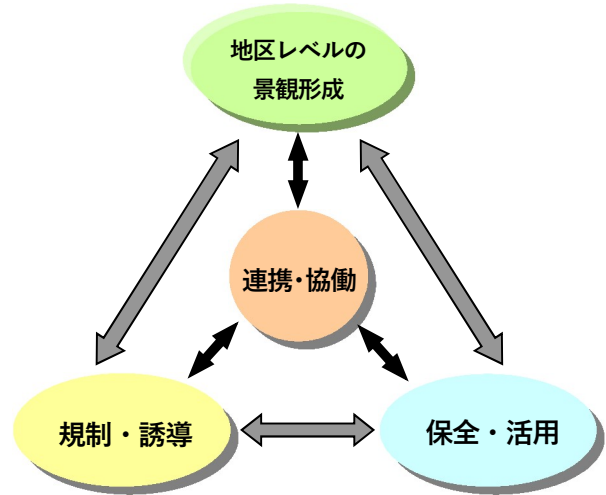 地区レベルの
景観形成
連携・協働
規制・誘導
保全・活用